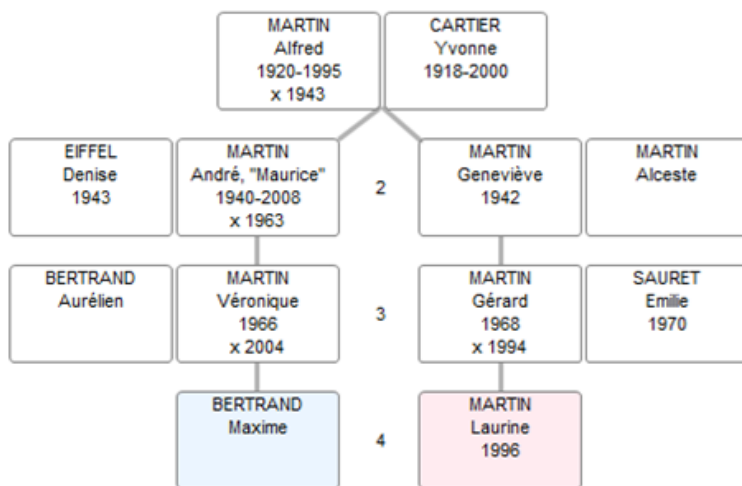 MARTIN
Alfred
1920-1995
x 1943
CARTIER
Yvonne
1918-2000
EIFFEL
Denise
1943
MARTIN
André, "Maurice"
1940-2008
x 1963
2
MARTIN
Geneviève
1942
MARTIN
Alceste
BERTRAND
Aurélien
MARTIN
Véronique
1966
x 2004
3
MARTIN
Gérard
1968
x 1994
SAURET
Emilie
1970
BERTRAND
Maxime
4
MARTIN
Laurine
1996